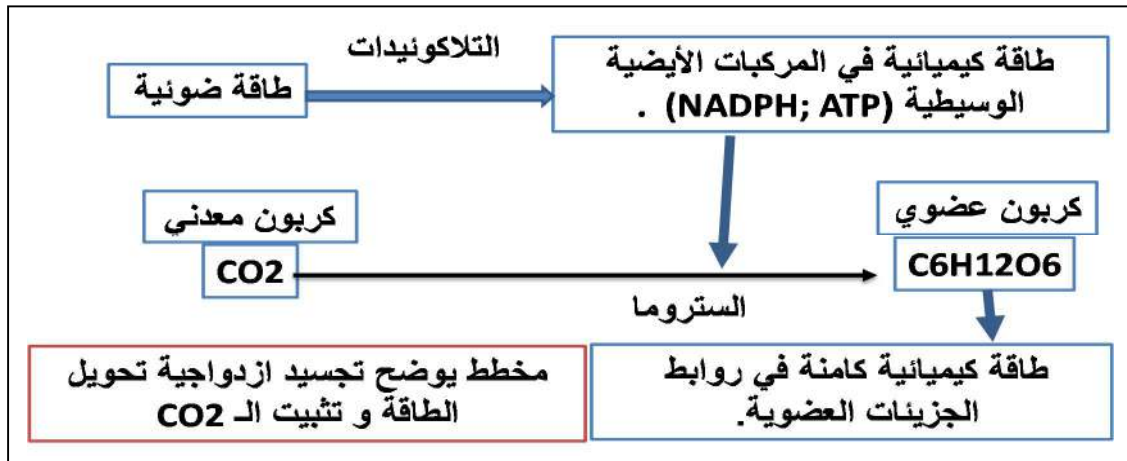 التلاكوئيدات
طاقة ضوئية
طاقة كيميائية في المركبات الأيضية
الوسيطية (NADPH; ATP) .
كربون معدني
CO2
كربون عضوي
C6H12O6
الستروما
طاقة كيميائية كامنة في روابط
الجزيئات العضوية.
مخطط يوضح تجسيد ازدواجية تحويل
الطاقة و تثبيت الـ CO2